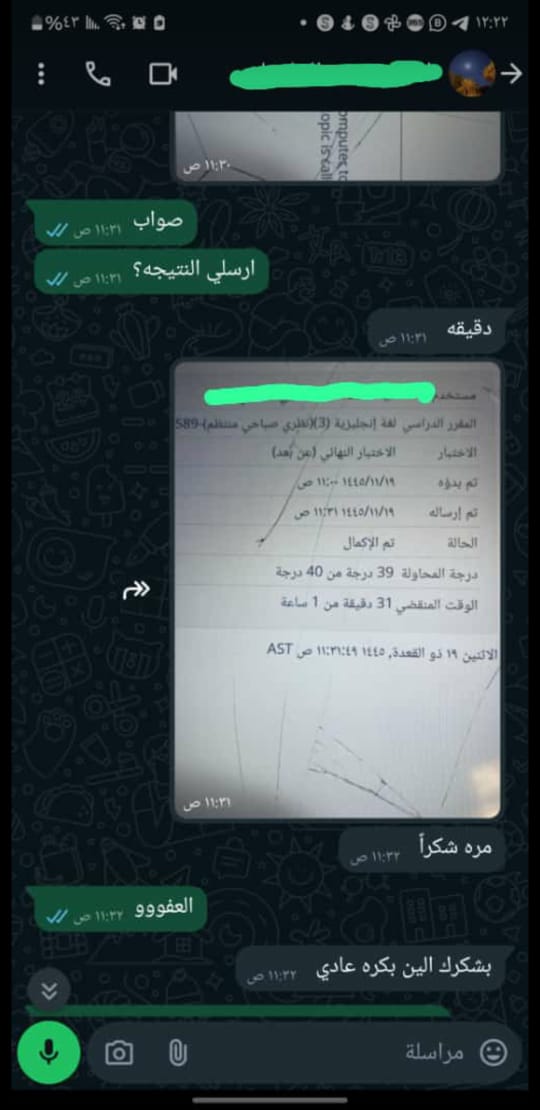 ١٢:٢٢
%٤٣
omputer to
opic is call
١١:٣٠ ص
صواب
١١:٣١ ص
ارسلي النتيجه؟
١١:٣١ ص
دقيقه
١١:٣١ ص
مستخدم
المقرر الدراسي لغة إنجليزية (3)(نظري صباحي منتظم)-589
الاختبار الاختبار النهائي (عن بُعد)
تم بدؤه ١٤٤٥/١١/١٩ ١١:٠٠ ص
تم إرساله ١٤٤٥/١١/١٩ ١١:٣١ ص
الحالة تم الإكمال
درجة المحاولة 39 درجة من 40 درجة
الوقت المنقضي 31 دقيقة من 1 ساعة
الاثنين ١٩ ذو القعدة, ١٤٤٥ ١١:٣١:٤٩ ص AST
١١:٣١ ص
مره شكراً
١١:٣٢ ص
العفووو
١١:٣٢ ص
بشكرك الين بكره عادي
١١:٣٢ ص
مراسلة